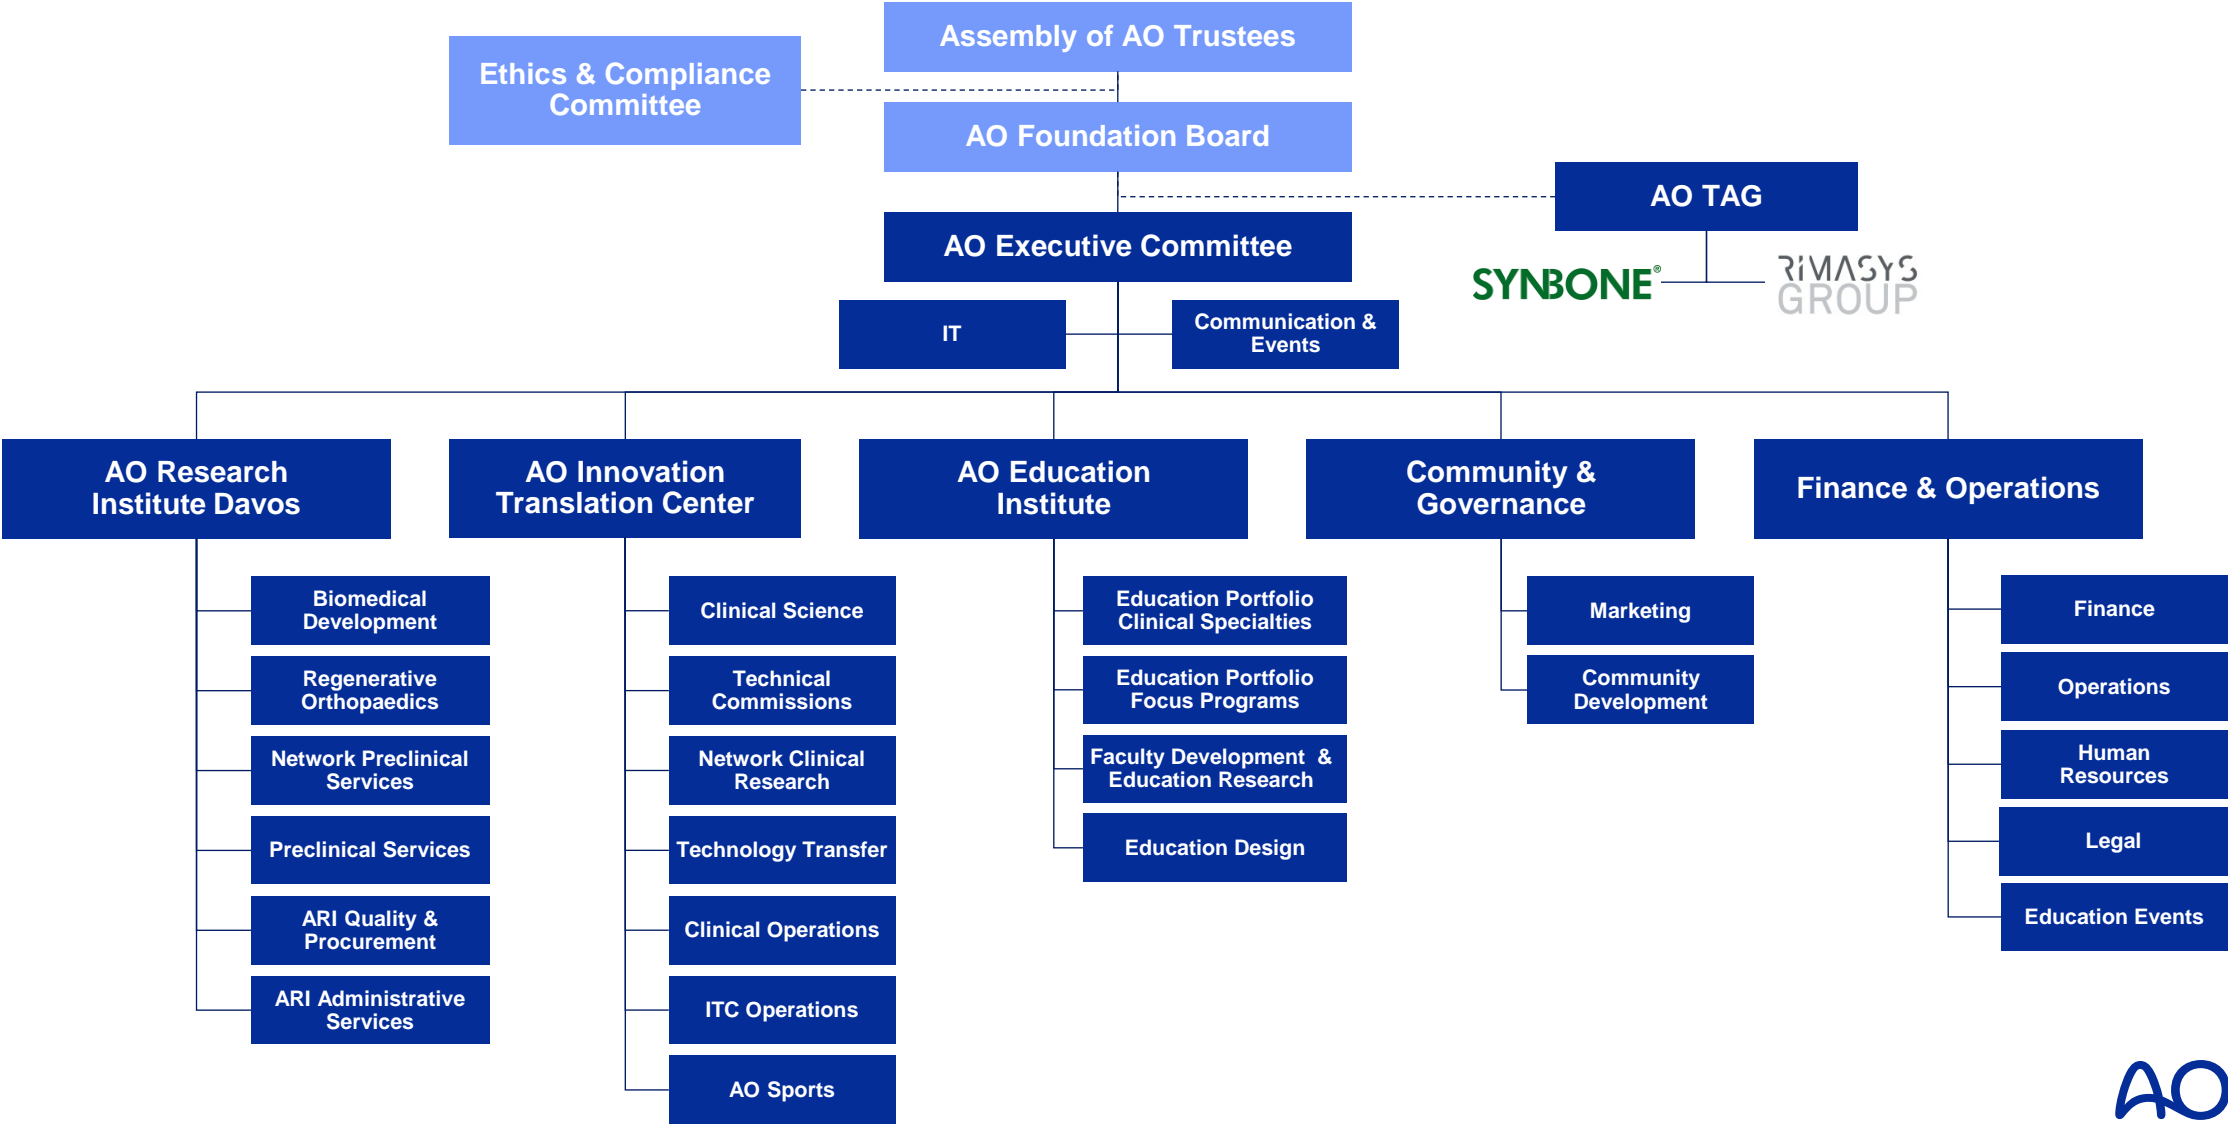 Assembly of AO Trustees
Ethics & Compliance
Committee
AO Foundation Board
AO TAG
AO Executive Committee
SYNBONE®
RIMASYS
GROUP
IT
Communication &
Events
AO Research
Institute Davos
AO Innovation
Translation Center
AO Education
Institute
Community &
Governance
Finance & Operations
Biomedical
Development
Regenerative
Orthopaedics
Network Preclinical
Services
Preclinical Services
ARI Quality &
Procurement
ARI Administrative
Services
Clinical Science
Technical
Commissions
Network Clinical
Research
Technology Transfer
Clinical Operations
ITC Operations
AO Sports
Education Portfolio
Clinical Specialties
Education Portfolio
Focus Programs
Faculty Development  &
Education Research
Education Design
Marketing
Community
Development
Finance
Operations
Human
Resources
Legal
Education Events
AO